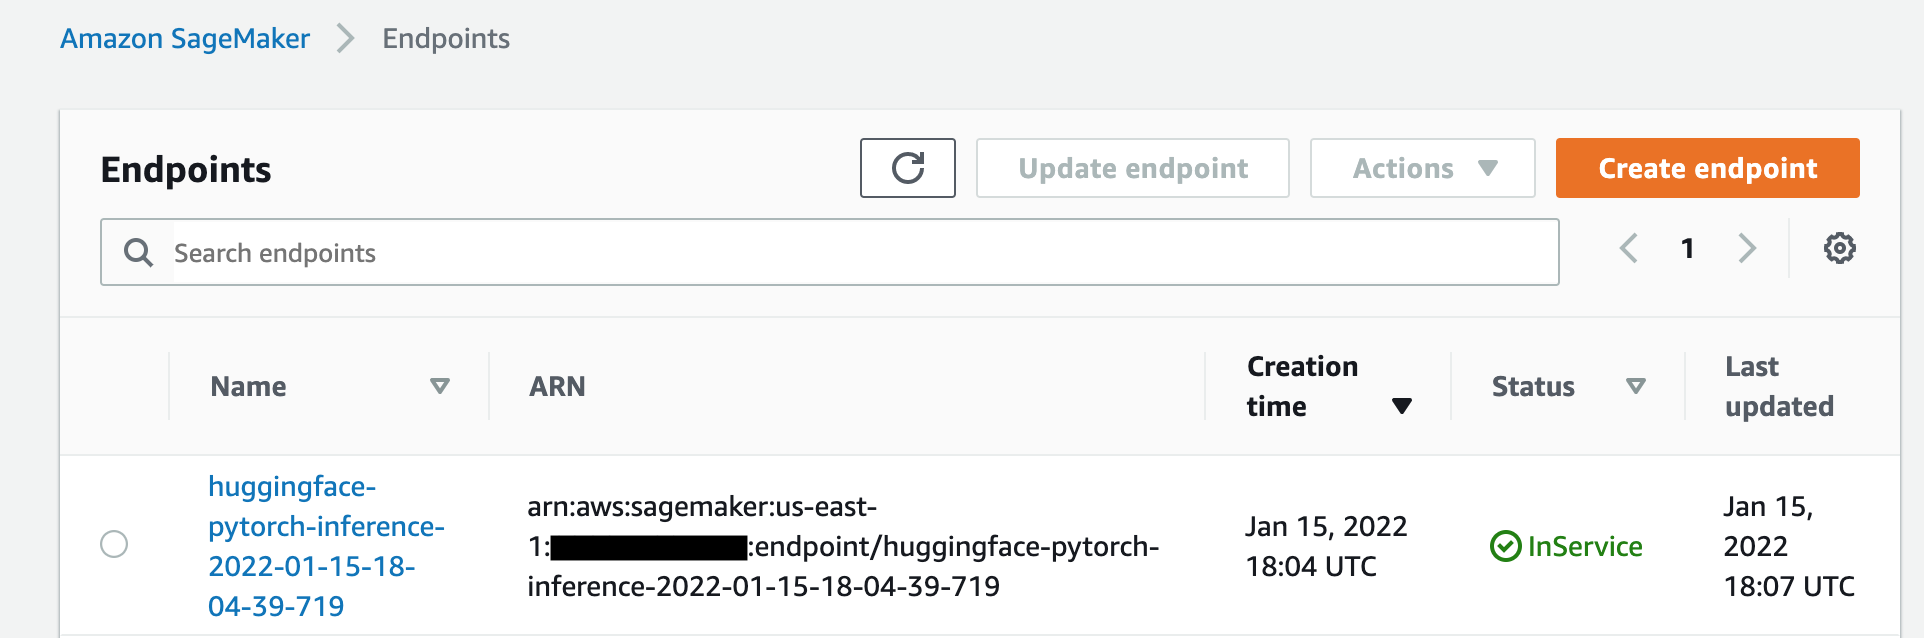 Amazon SageMaker Endpoints
Endpoints
Update endpoint
Actions
Create endpoint
Search endpoints
1
Name
ARN
Creation
time
Status
Last
updated
huggingface-
pytorch-inference-
2022-01-15-18-
04-39-719
arn:aws:sagemaker:us-east-
1: :endpoint/huggingface-pytorch-
inference-2022-01-15-18-04-39-719
Jan 15, 2022
18:04 UTC
InService
Jan 15,
2022
18:07 UTC